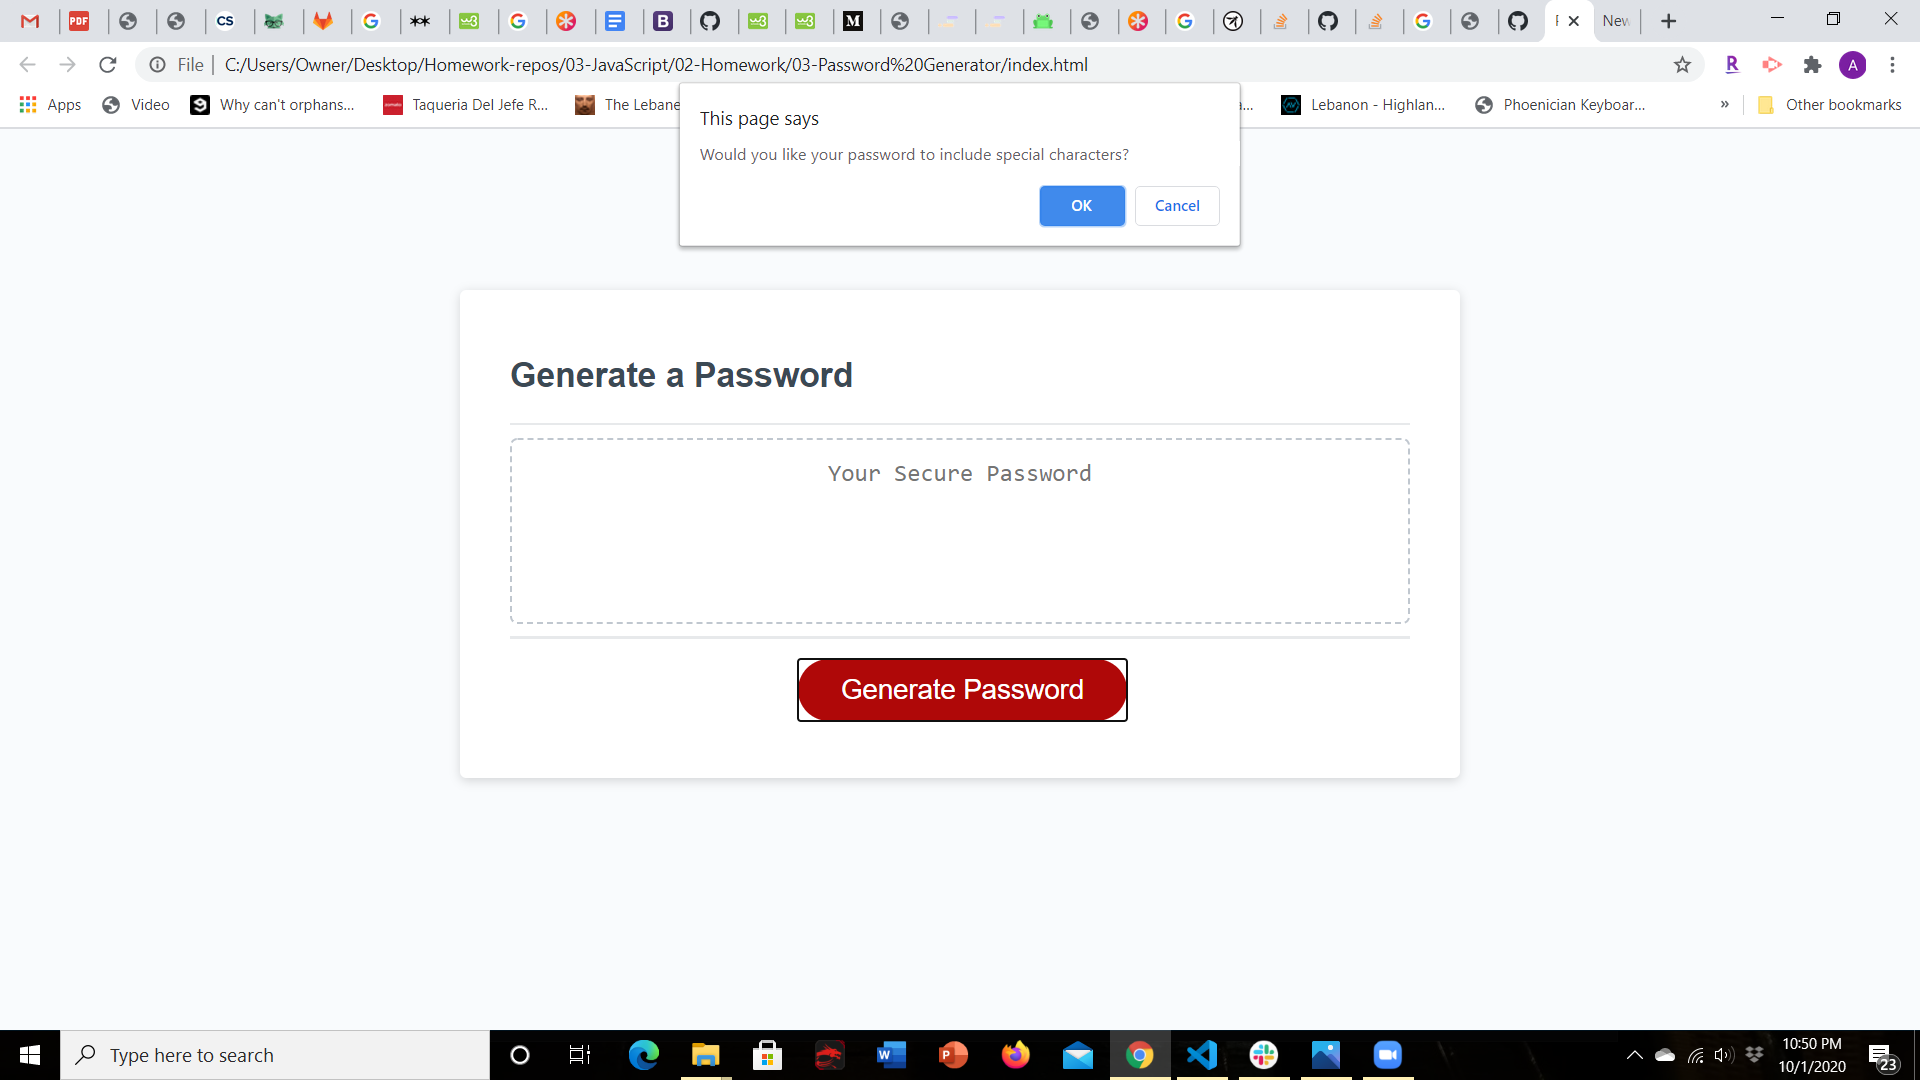 PDF
CS
B
M
New
File
C:/Users/Owner/Desktop/Homework-repos/03-JavaScript/02-Homework/03-Password%20Generator/index.html
R
A
Apps
Video
Why can't orphans...
Taqueria Del Jefe R...
The Lebane
a...
Lebanon - Highlan...
Phoenician Keyboar...
»
Other bookmarks
This page says
Would you like your password to include special characters?
OK
Cancel
Generate a Password
Your Secure Password
Generate Password
Type here to search
10:50 PM
10/1/2020
23